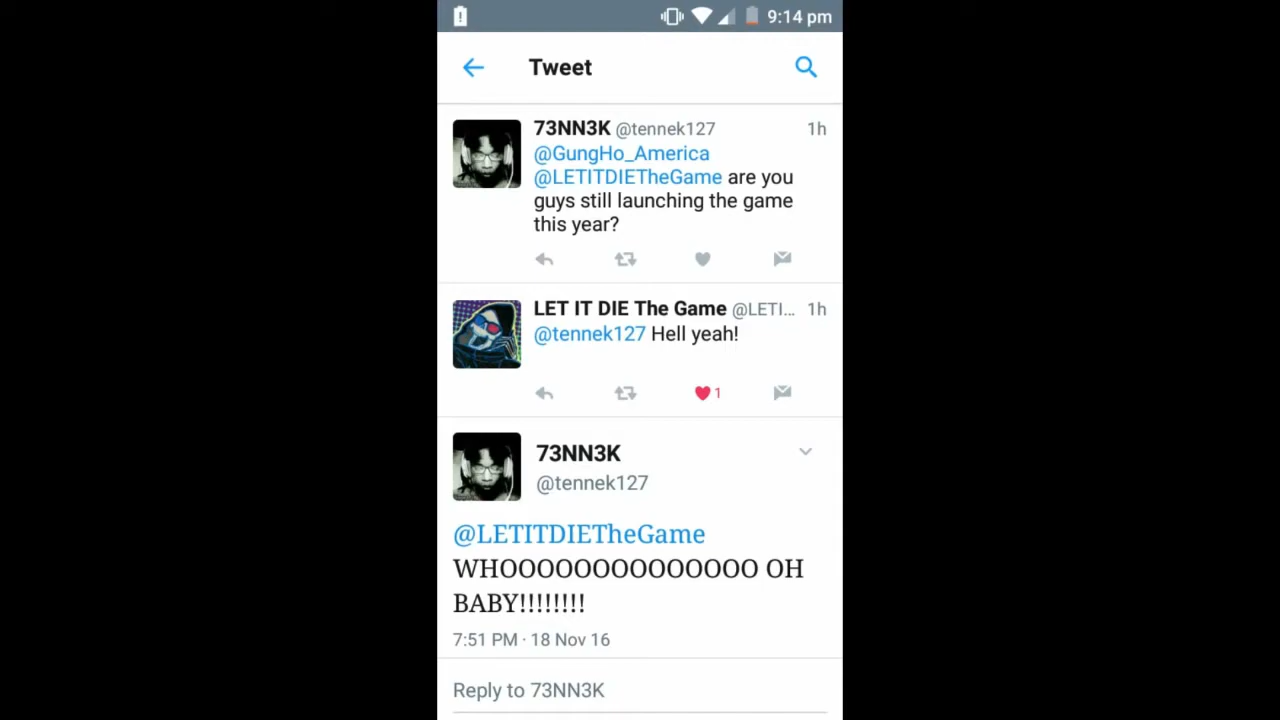 9:14 pm
Tweet
73NN3K @tennek127 1h
@GungHo_America
@LETITDIETheGame are you
guys still launching the game
this year?
LET IT DIE The Game @LETI... 1h
@tennek127 Hell yeah!
1
73NN3K
@tennek127
@LETITDIETheGame
WHOOOOOOOOOOOOOO OH
BABY!!!!!!!!
7:51 PM · 18 Nov 16
Reply to 73NN3K